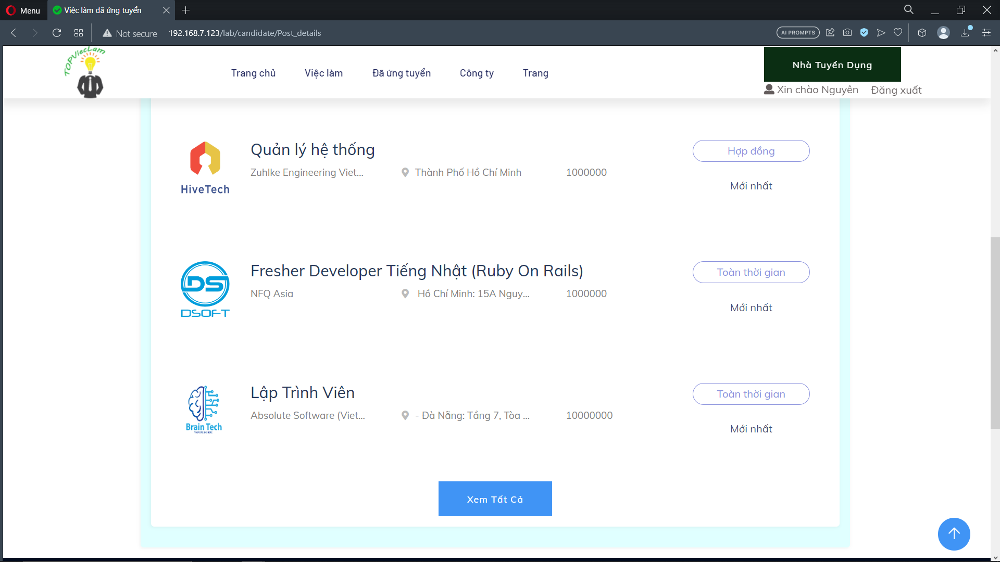 Menu
Việc làm đã ứng tuyển
Not secure
192.168.7.123/lab/candidate/Post_details
AI PROMPTS
TOPViecLam
Trang chủ
Việc làm
Đã ứng tuyển
Công ty
Trang
Nhà Tuyển Dụng
Xin chào Nguyên
Đăng xuất
HiveTech
Quản lý hệ thống
Zuhlke Engineering Viet...
Thành Phố Hồ Chí Minh
1000000
Hợp đồng
Mới nhất
DS
DSOFT
Fresher Developer Tiếng Nhật (Ruby On Rails)
NFQ Asia
Hồ Chí Minh: 15A Nguy...
1000000
Toàn thời gian
Mới nhất
Brain Tech
Lập Trình Viên
Absolute Software (Viet...
- Đà Nẵng: Tầng 7, Tòa ...
10000000
Toàn thời gian
Mới nhất
Xem Tất Cả